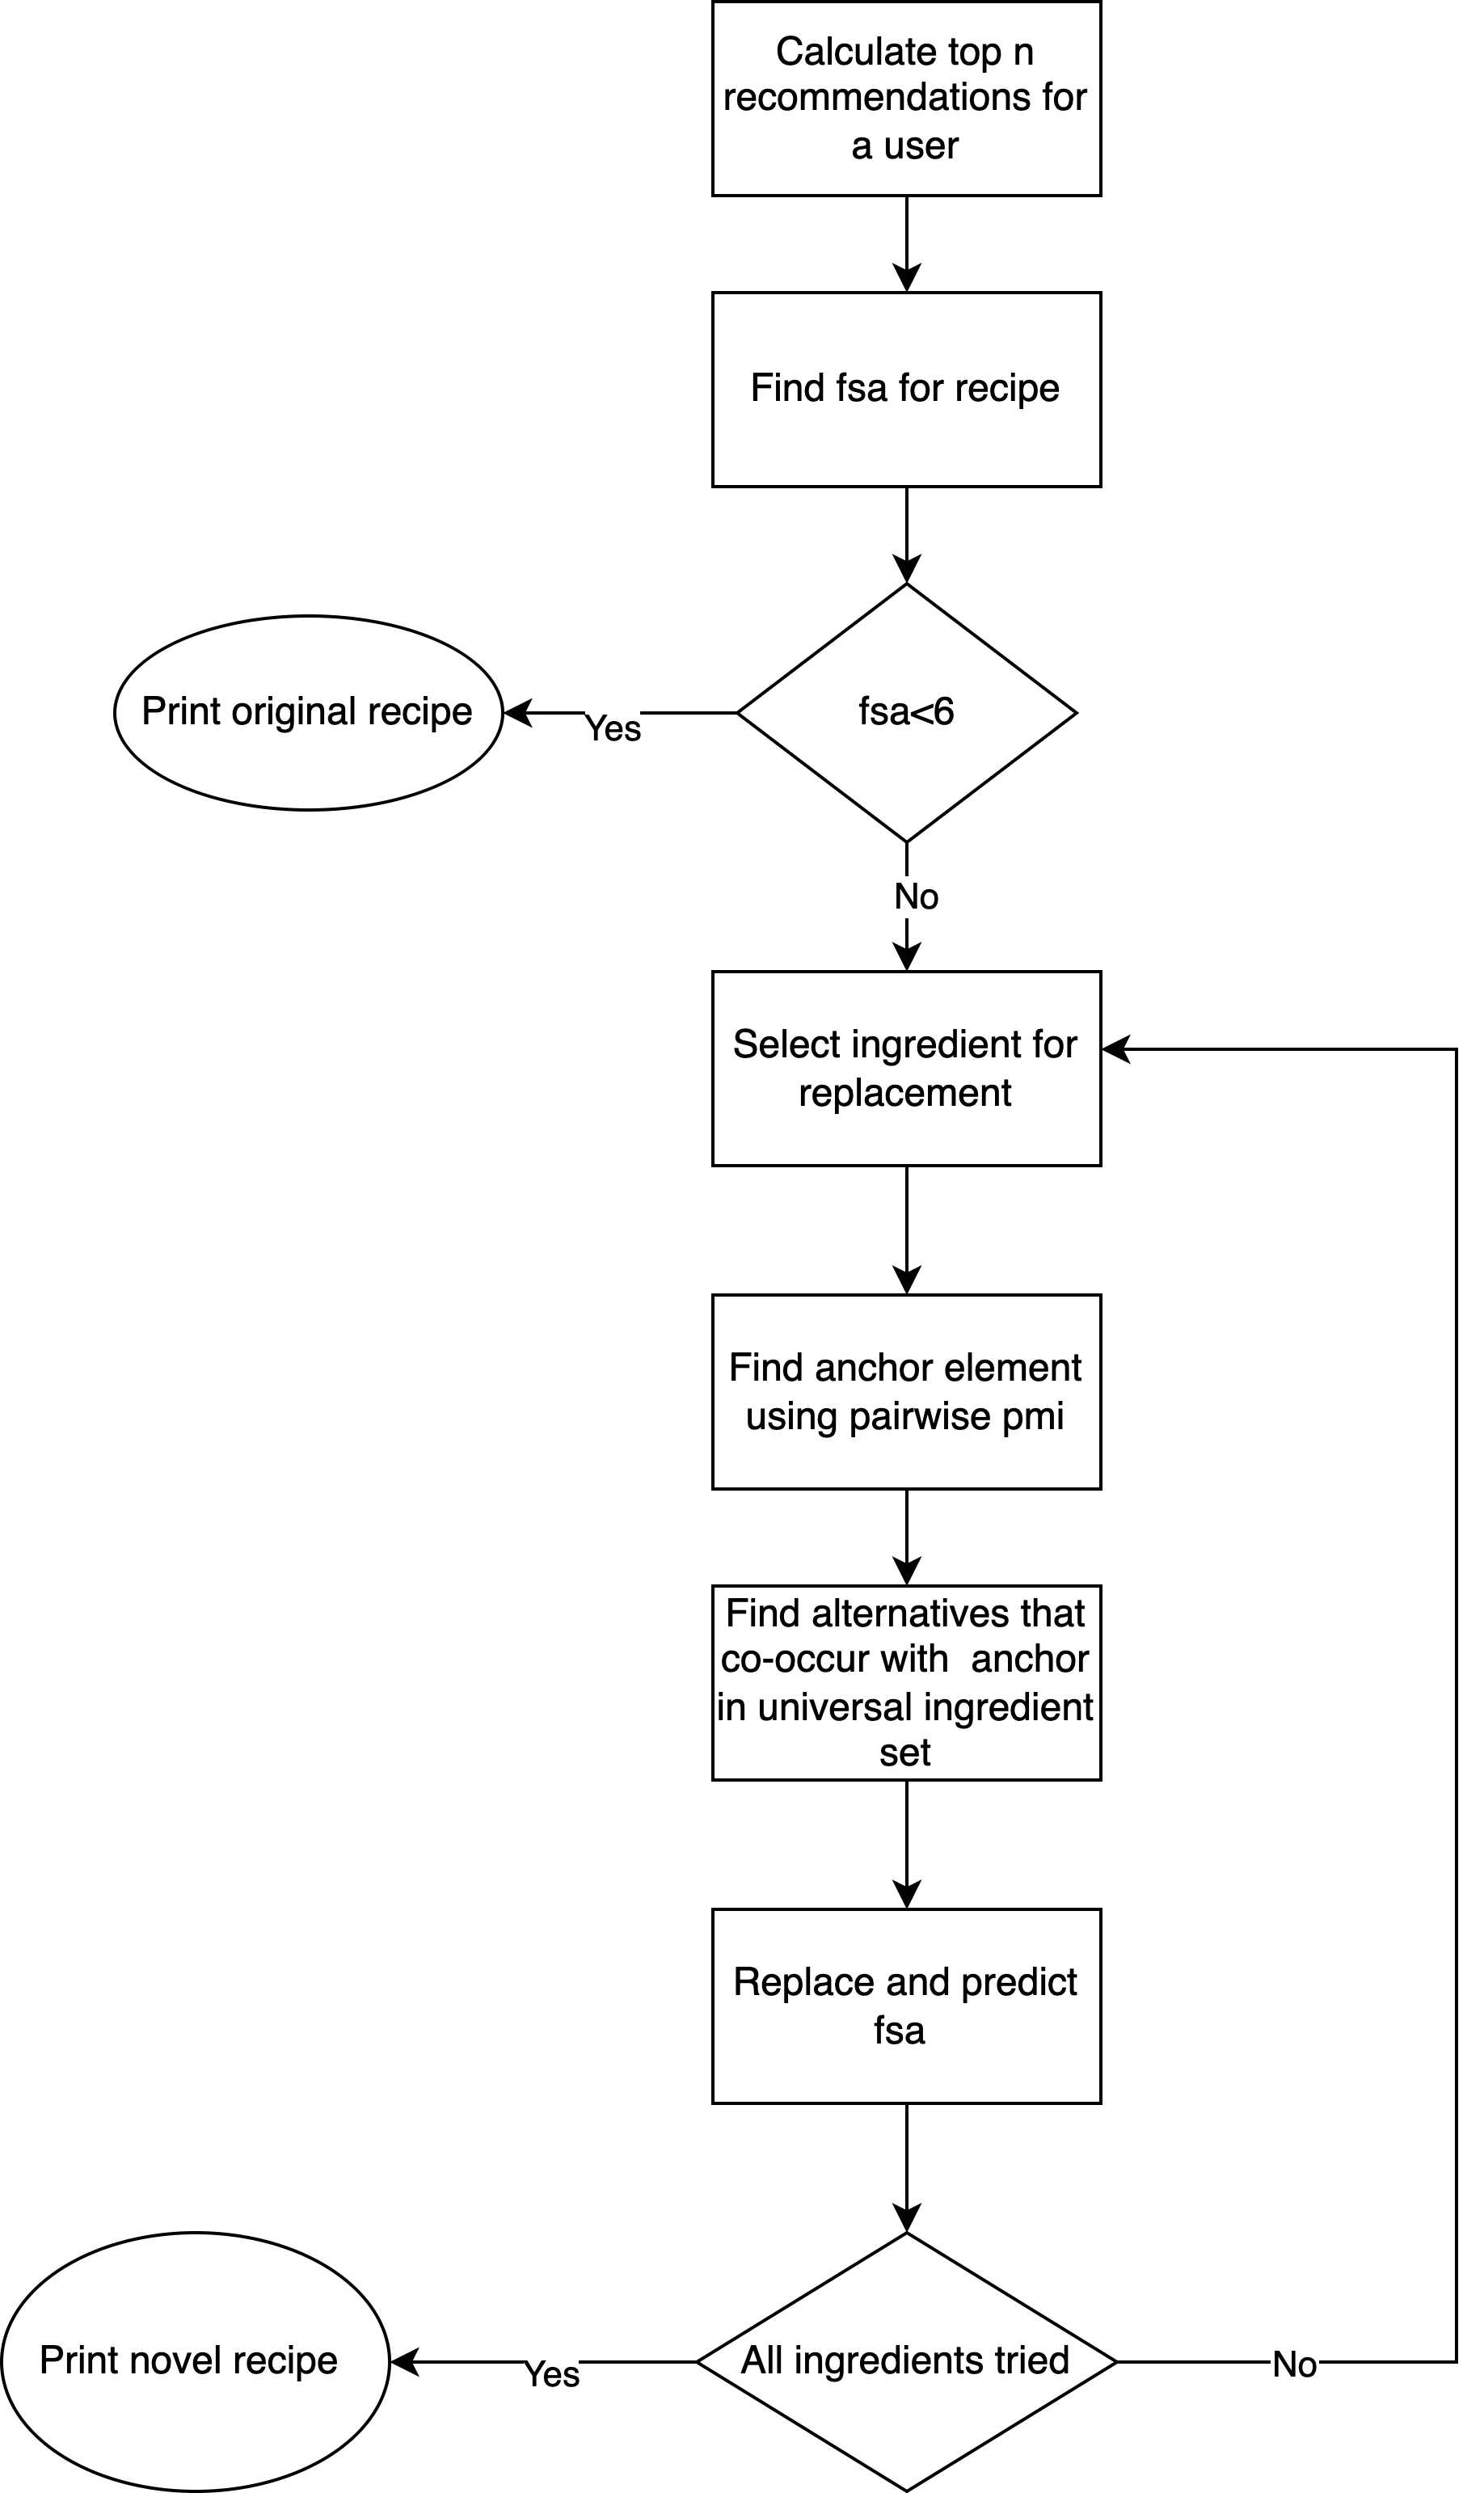 Calculate top n
recommendations for
a user
Find fsa for recipe
Print original recipe
Yes
fsa<6
No
Select ingredient for
replacement
Find anchor element
using pairwise pmi
Find alternatives that
co-occur with anchor
in universal ingredient
set
Replace and predict
fsa
Print novel recipe
Yes
All ingredients tried
No